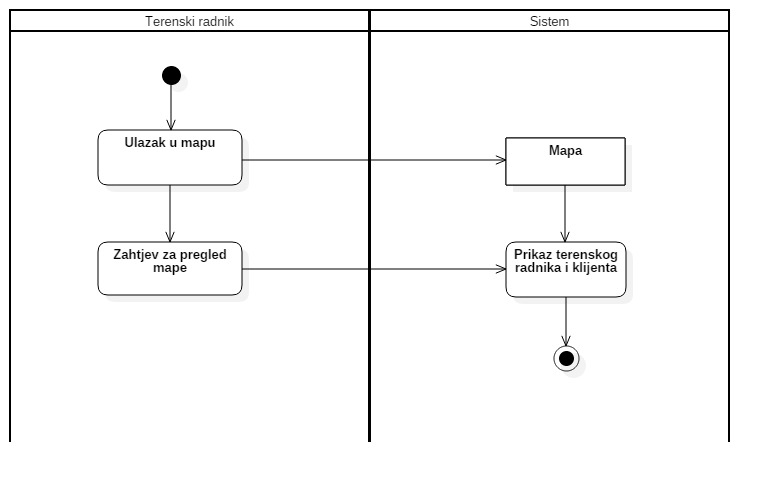 Terenski radnik
Sistem
Ulazak u mapu
Mapa
Zahtjev za pregled
mape
Prikaz terenskog
radnika i klijenta